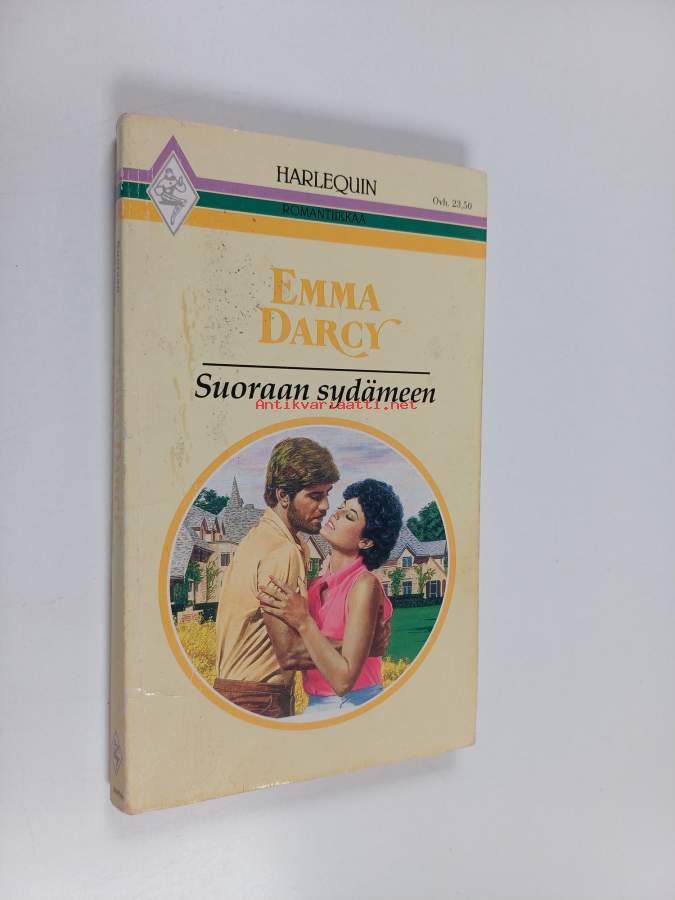 HARLEQUIN
Ovh. 23,50
ROMANTIIKKAA
EMMA
DARCY
Suoraan sydämeen
Antikvariaatti.net